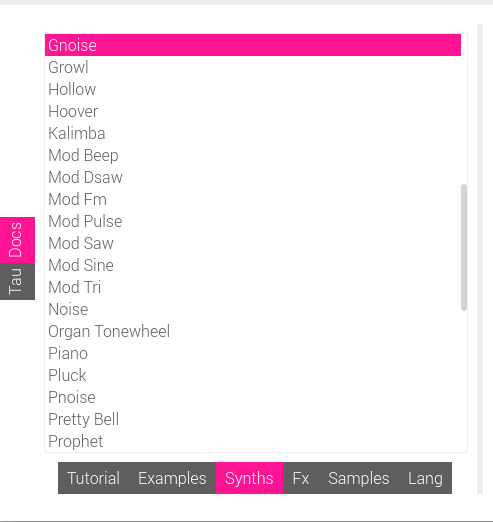 Gnoise
Growl
Hollow
Hoover
Kalimba
Mod Beep
Mod Dsaw
Mod Fm
Mod Pulse
Mod Saw
Mod Sine
Mod Tri
Noise
Organ Tonewheel
Piano
Pluck
Pnoise
Pretty Bell
Prophet
Docs
Tau
Tutorial Examples Synths Fx Samples Lang